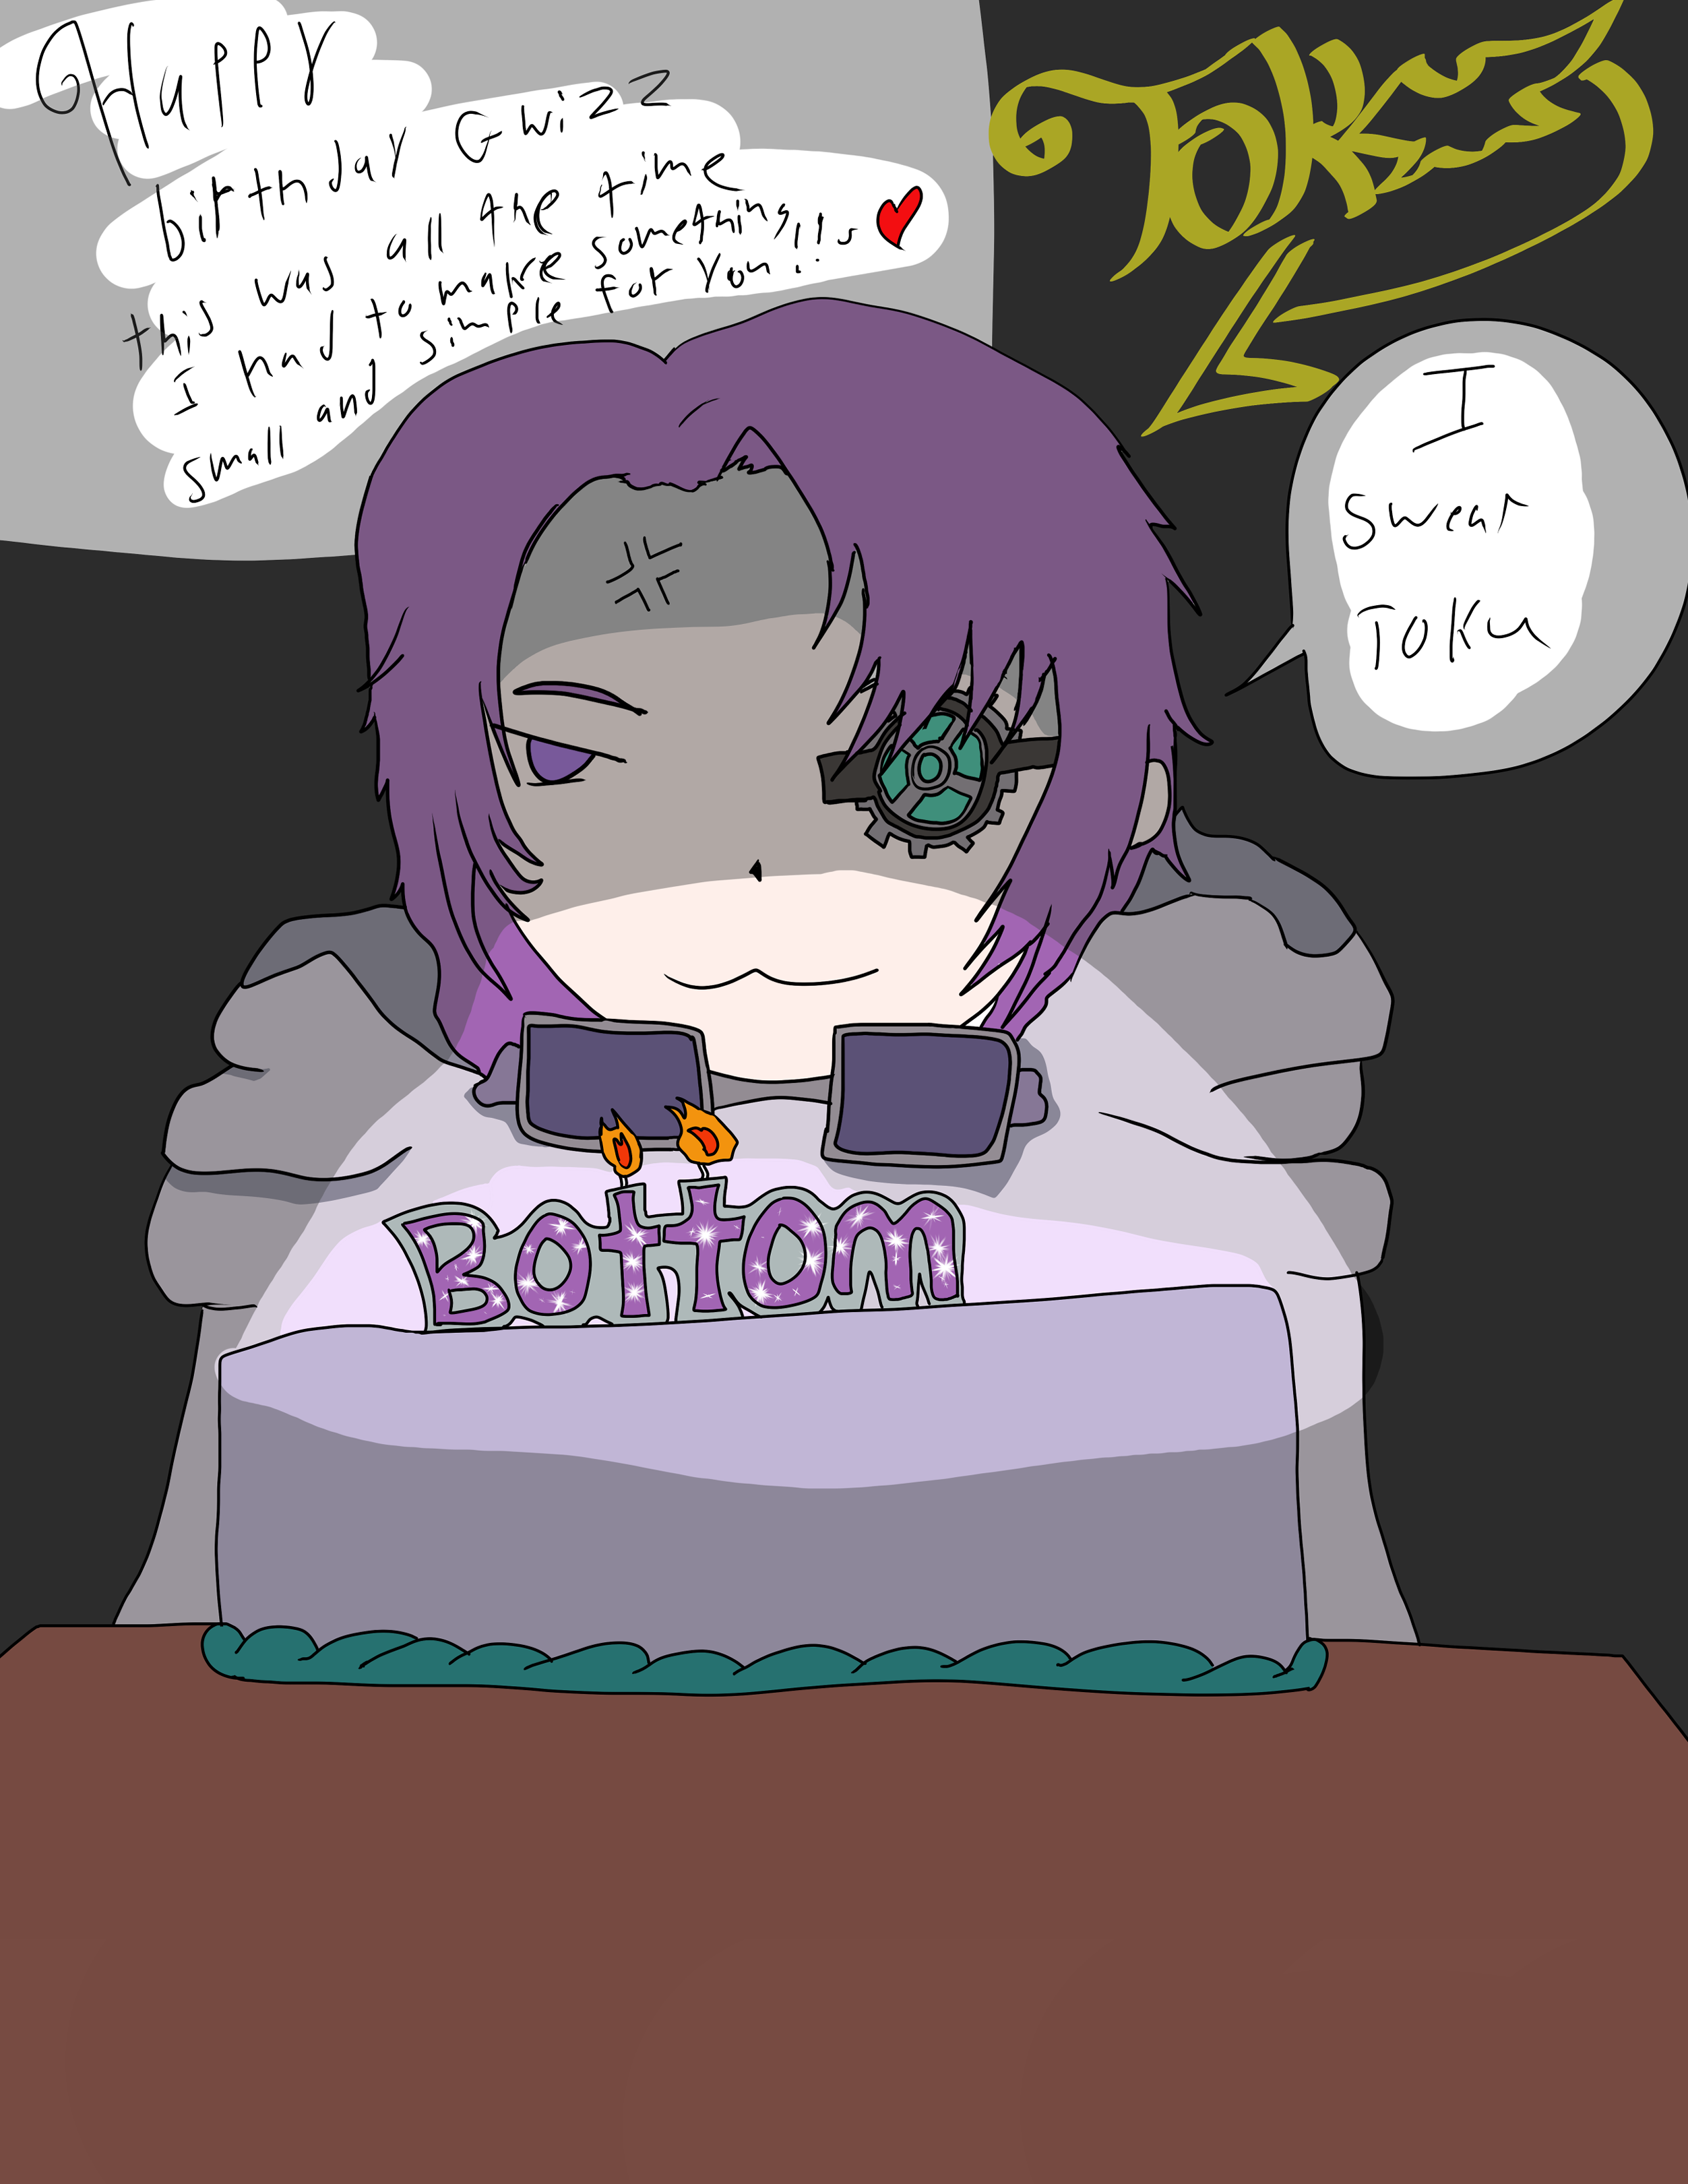 Happy
birthday G-wiz
this was all the time
I had to make something
small and simple for you!!!
Toku
I
swear
TOKU
Bottom